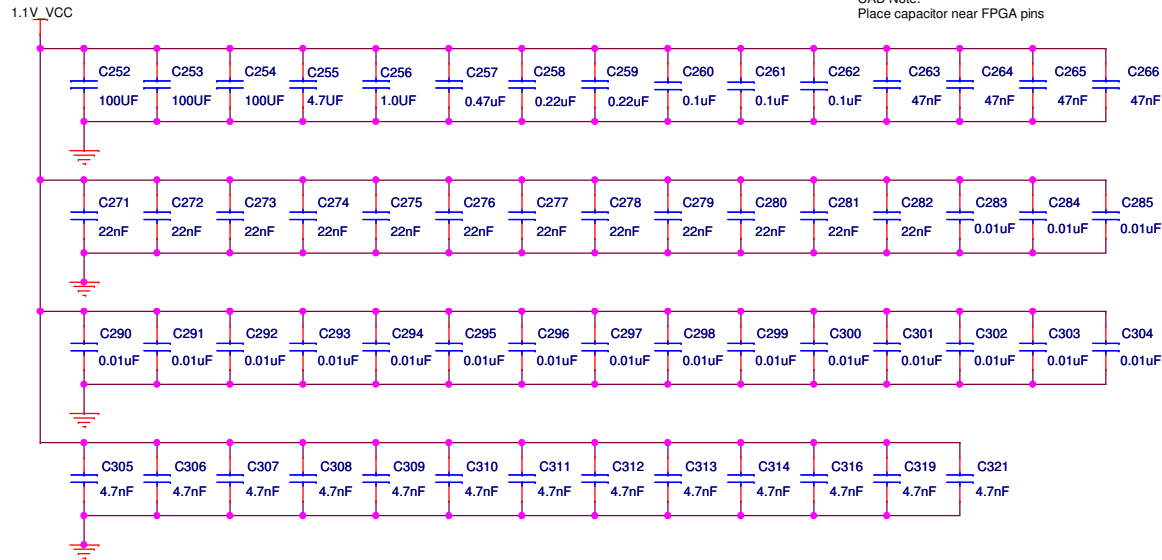 CAD Note:
1.1V_VCC
Place capacitor near FPGA pins
C252 C253 C254 C255 C256 C257 C258 C259 C260 C261 C262 C263 C264 C265 C266
100UF 100UF 100UF 4.7UF 1.0UF 0.47uF 0.22uF 0.22uF 0.1uF 0.1uF 0.1uF 47nF 47nF 47nF 47nF
C271 C272 C273 C274 C275 C276 C277 C278 C279 C280 C281 C282 C283 C284 C285
22nF 22nF 22nF 22nF 22nF 22nF 22nF 22nF 22nF 22nF 22nF 22nF 0.01uF 0.01uF 0.01uF
C290 C291 C292 C293 C294 C295 C296 C297 C298 C299 C300 C301 C302 C303 C304
0.01uF 0.01uF 0.01uF 0.01uF 0.01uF 0.01uF 0.01uF 0.01uF 0.01uF 0.01uF 0.01uF 0.01uF 0.01uF 0.01uF 0.01uF
C305 C306 C307 C308 C309 C310 C311 C312 C313 C314 C316 C319 C321
4.7nF 4.7nF 4.7nF 4.7nF 4.7nF 4.7nF 4.7nF 4.7nF 4.7nF 4.7nF 4.7nF 4.7nF 4.7nF